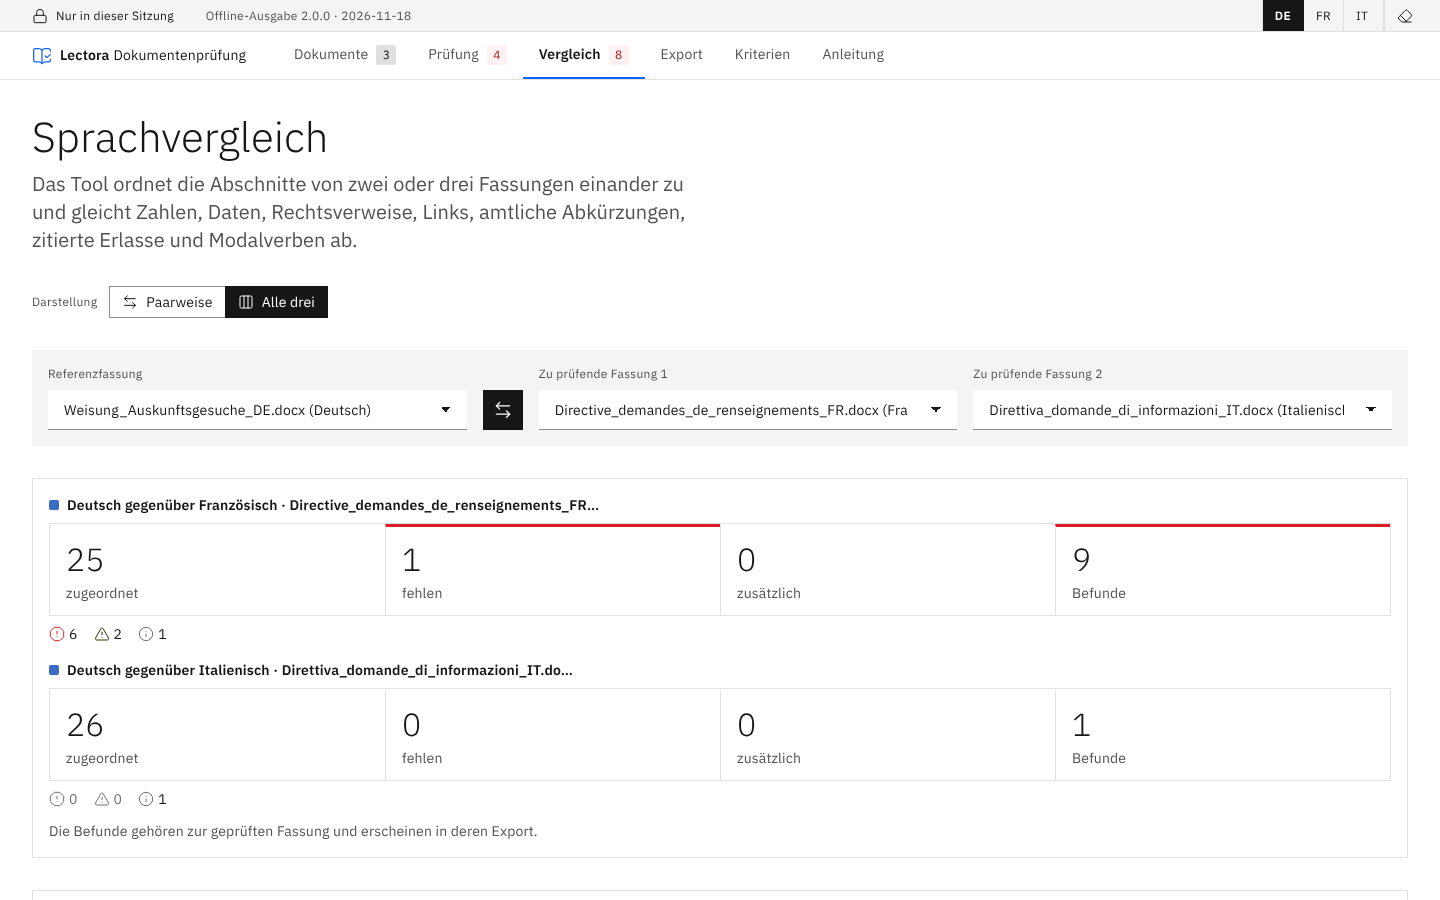 Nur in dieser Sitzung
Offline-Ausgabe 2.0.0 · 2026-11-18
DE
FR
IT
Lectora Dokumentenprüfung
Dokumente 3
Prüfung 4
Vergleich 8
Export
Kriterien
Anleitung
Sprachvergleich
Das Tool ordnet die Abschnitte von zwei oder drei Fassungen einander zu
und gleicht Zahlen, Daten, Rechtsverweise, Links, amtliche Abkürzungen,
zitierte Erlasse und Modalverben ab.
Darstellung
Paarweise
Alle drei
Referenzfassung
Weisung_Auskunftsgesuche_DE.docx (Deutsch)
Zu prüfende Fassung 1
Directive_demandes_de_renseignements_FR.docx (Fra
Zu prüfende Fassung 2
Direttiva_domande_di_informazioni_IT.docx (Italienisch
Deutsch gegenüber Französisch · Directive_demandes_de_renseignements_FR...
25
zugeordnet
1
fehlen
0
zusätzlich
9
Befunde
6
2
1
Deutsch gegenüber Italienisch · Direttiva_domande_di_informazioni_IT.do...
26
zugeordnet
0
fehlen
0
zusätzlich
1
Befunde
0
0
1
Die Befunde gehören zur geprüften Fassung und erscheinen in deren Export.